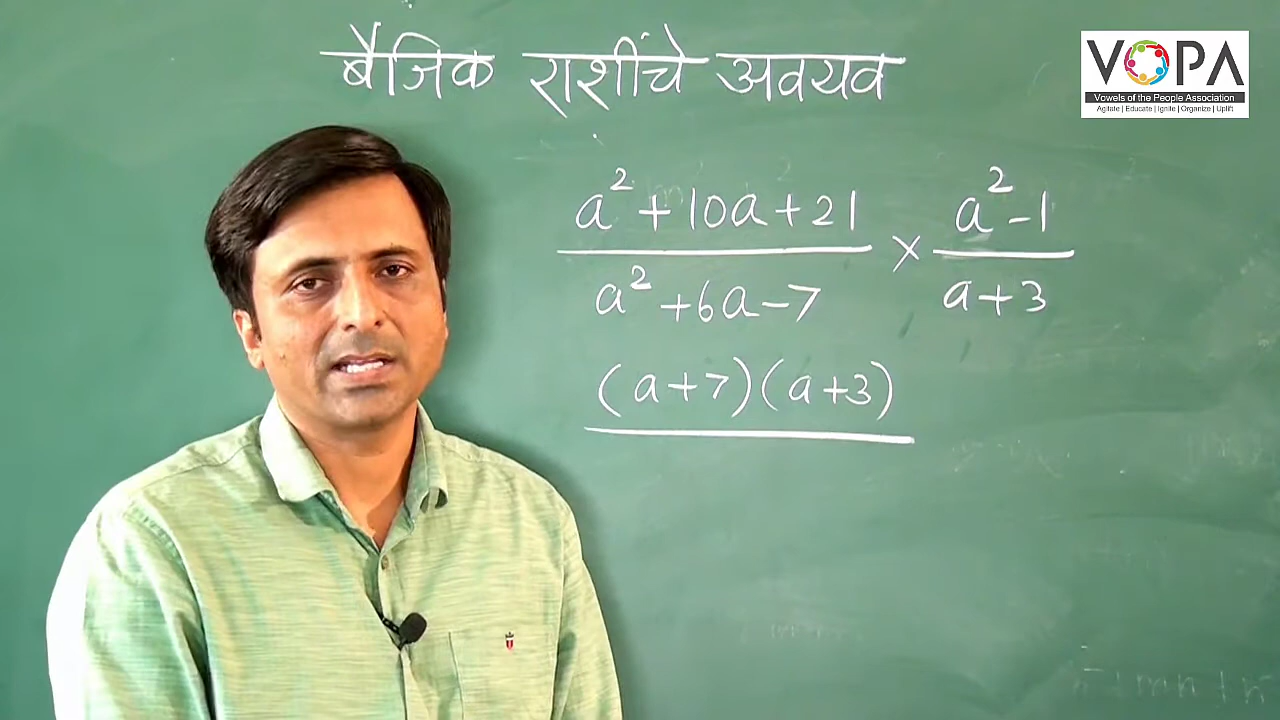 बैजिक राशींचे अवयव
VOPA
Vowels of the People Association
Agitate | Educate | Ignite | Organize | Uplift
a² + 10a + 21 a² - 1
× 
a² + 6a - 7 a + 3
(a + 7)(a + 3)